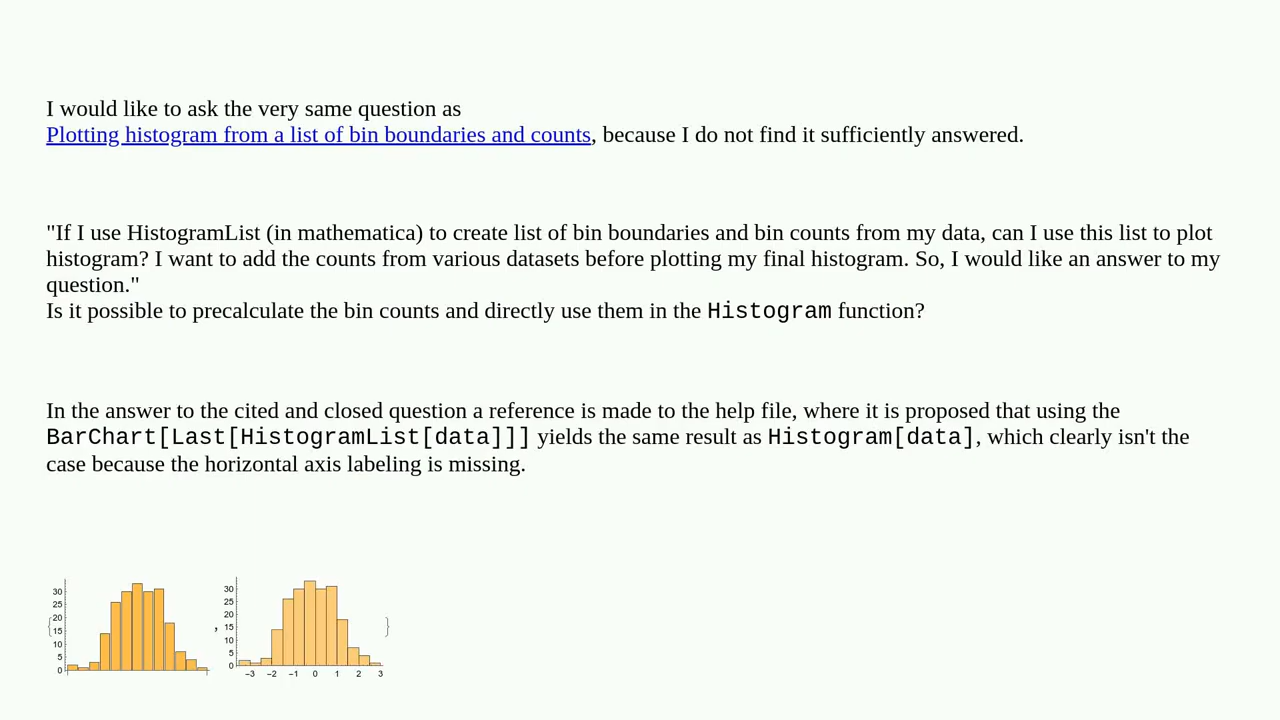 I would like to ask the very same question as
Plotting histogram from a list of bin boundaries and counts, because I do not find it sufficiently answered.
"If I use HistogramList (in mathematica) to create list of bin boundaries and bin counts from my data, can I use this list to plot
histogram? I want to add the counts from various datasets before plotting my final histogram. So, I would like an answer to my
question."
Is it possible to precalculate the bin counts and directly use them in the Histogram function?
In the answer to the cited and closed question a reference is made to the help file, where it is proposed that using the
BarChart[Last[HistogramList[data]]] yields the same result as Histogram[data], which clearly isn't the
case because the horizontal axis labeling is missing.
{ 30 25 20 15 10 5 0 , 30 25 20 15 10 5 0 }
−3 −2 −1 0 1 2 3